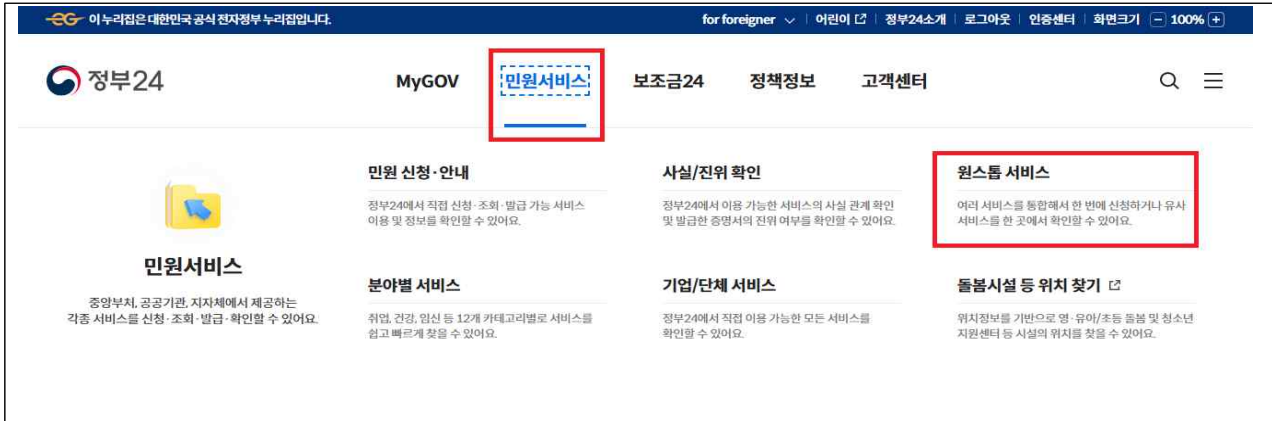 이 누리집은 대한민국 공식 전자정부 누리집입니다.
for foreigner 어린이 정부24소개 로그아웃 인증센터 화면크기 100%
정부24 MyGOV 민원서비스 보조금24 정책정보 고객센터
민원서비스
중앙부처, 공공기관, 지자체에서 제공하는
각종 서비스를 신청·조회·발급·확인할 수 있어요.
민원 신청·안내
정부24에서 직접 신청·조회·발급 가능 서비스
이용 및 정보를 확인할 수 있어요.
사실/진위 확인
정부24에서 이용 가능한 서비스의 사실 관계 확인
및 발급한 증명서의 진위 여부를 확인할 수 있어요.
원스톱 서비스
여러 서비스를 통합해서 한 번에 신청하거나 유사
서비스를 한 곳에서 확인할 수 있어요.
분야별 서비스
취업, 건강, 임신 등 12개 카테고리별로 서비스를
쉽고 빠르게 찾을 수 있어요.
기업/단체 서비스
정부24에서 직접 이용 가능한 모든 서비스를
확인할 수 있어요.
돌봄시설 등 위치 찾기
위치정보를 기반으로 영·유아/초등 돌봄 및 청소년
지원센터 등 시설의 위치를 찾을 수 있어요.